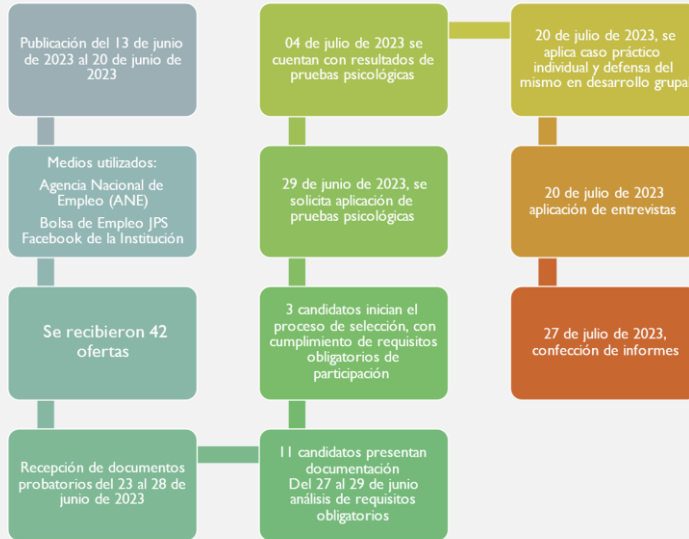 Publicación del 13 de junio
de 2023 al 20 de junio de
2023
Medios utilizados:
Agencia Nacional de
Empleo (ANE)
Bolsa de Empleo JPS
Facebook de la Institución
Se recibieron 42
ofertas
Recepción de documentos
probatorios del 23 al 28 de
junio de 2023
11 candidatos presentan
documentación
Del 27 al 29 de junio
análisis de requisitos
obligatorios
3 candidatos inician el
proceso de selección, con
cumplimiento de requisitos
obligatorios de
participación
29 de junio de 2023, se
solicita aplicación de
pruebas psicológicas
04 de julio de 2023 se
cuentan con resultados de
pruebas psicológicas
20 de julio de 2023, se
aplica caso práctico
individual y defensa del
mismo en desarrollo grupa
20 de julio de 2023
aplicación de entrevistas
27 de julio de 2023,
confección de informes